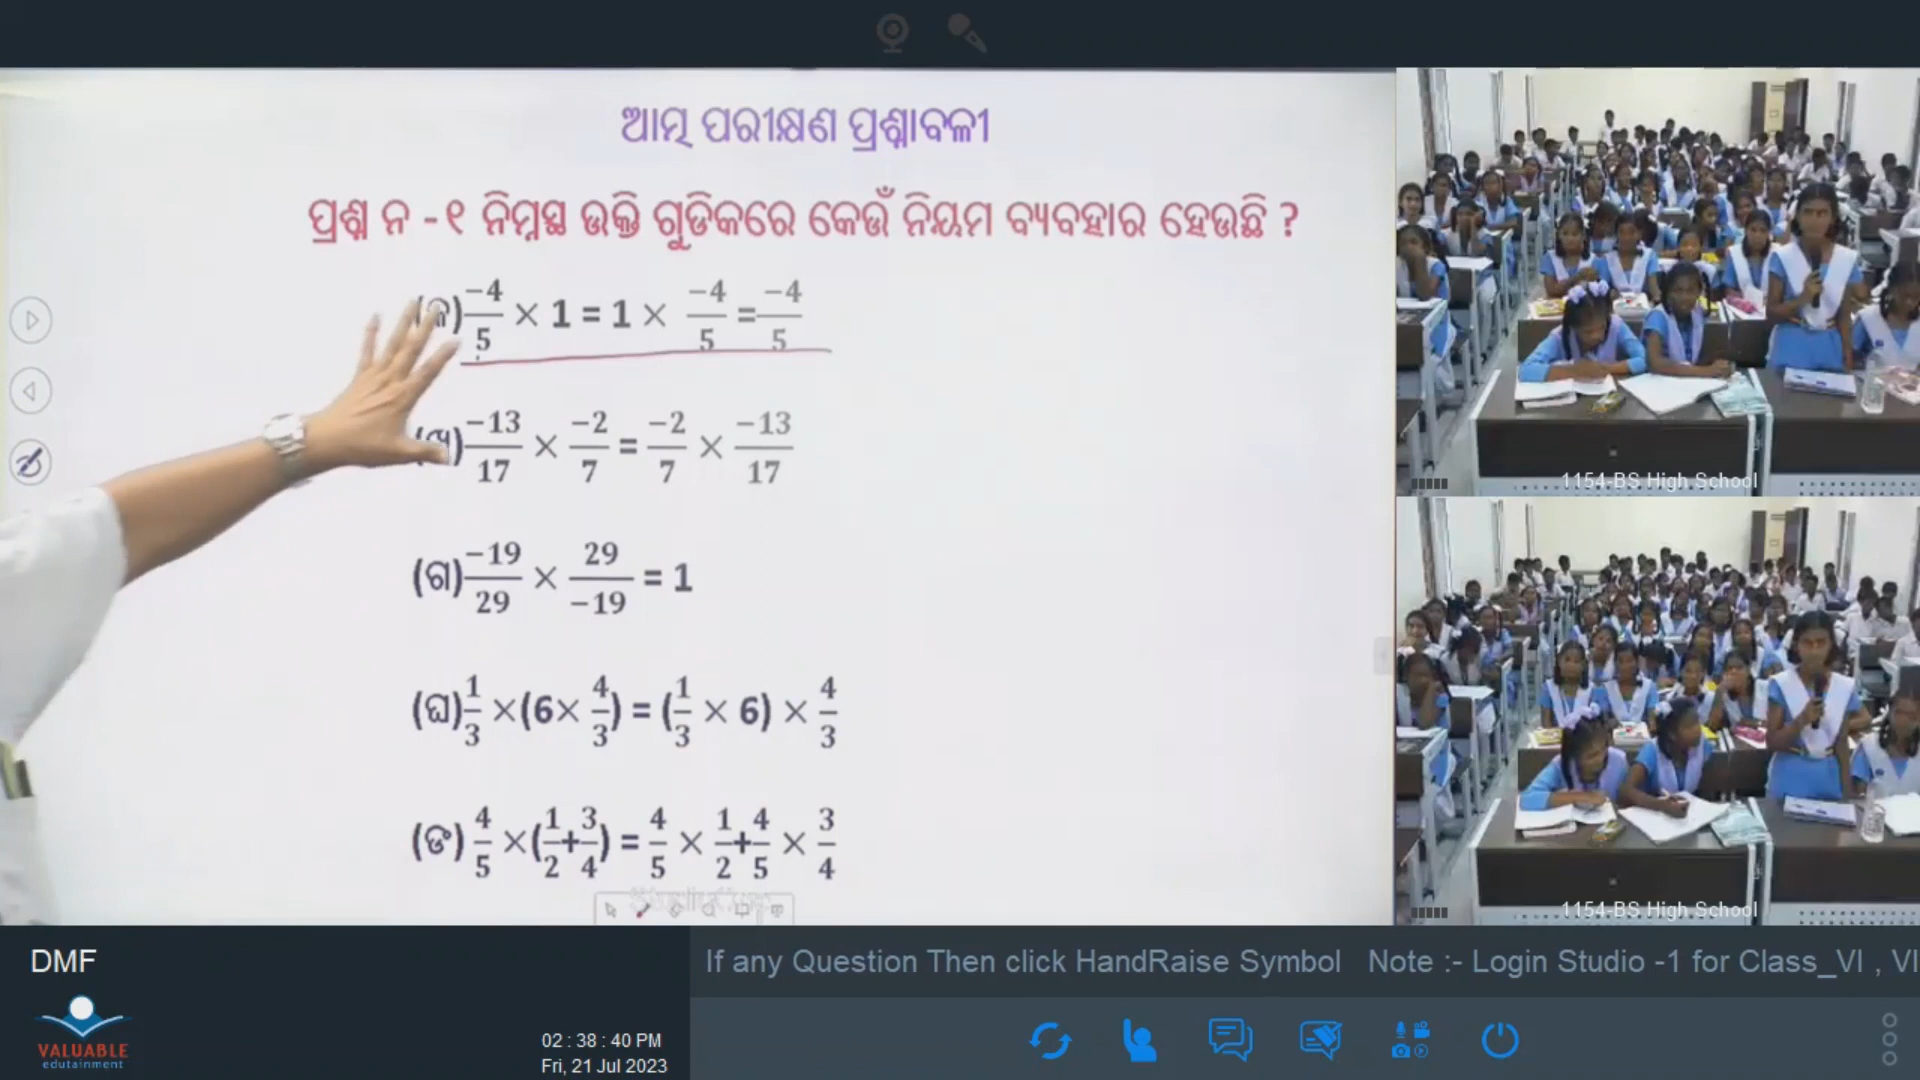 ଆତ୍ମ ପରୀକ୍ଷଣ ପ୍ରଶ୍ନାବଳୀ
ପ୍ରଶ୍ନ ନ -୧ ନିମ୍ନସ୍ଥ ଉକ୍ତି ଗୁଡିକରେ କେଉଁ ନିୟମ ବ୍ୟବହାର ହେଉଛି ?
(କ) −4/5 × 1 = 1 × −4/5 = −4/5
(ଖ) −13/17 × −2/7 = −2/7 × −13/17
(ଗ) −19/29 × 29/−19 = 1
(ଘ) 1/3 × (6 × 4/3) = (1/3 × 6) × 4/3
(ଙ) 4/5 × (1/2 + 3/4) = 4/5 × 1/2 + 4/5 × 3/4
1154-BS High School
1154-BS High School
DMF
If any Question Then click HandRaise Symbol Note :- Login Studio -1 for Class_VI , VI
VALUABLE
edutainment
02 : 38 : 40 PM
Fri, 21 Jul 2023